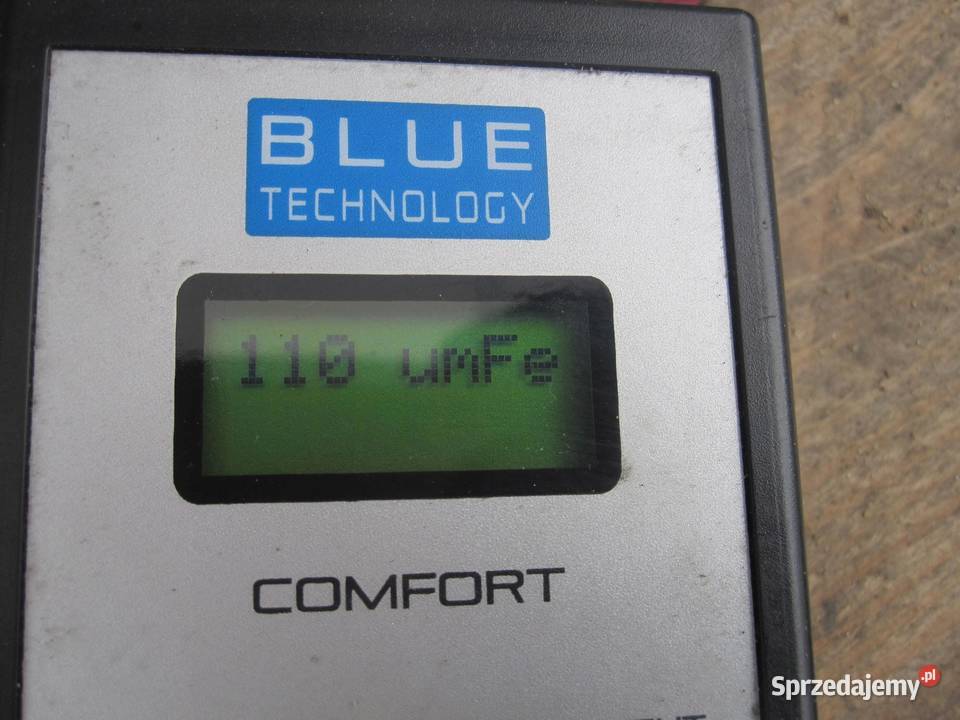 BLUE
TECHNOLOGY
110 umFe
COMFORT
Sprzedajemy.pl